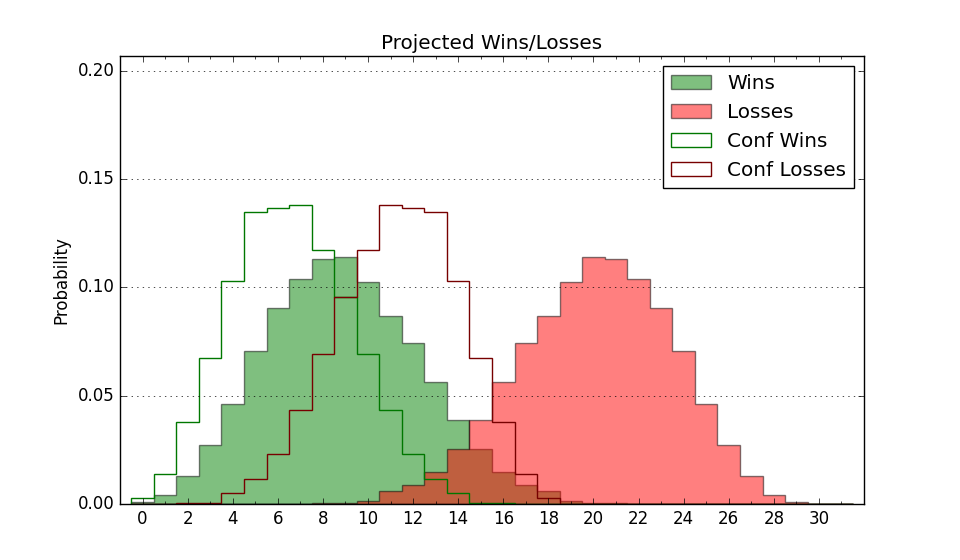 Projected Wins/Losses
Wins
Losses
Conf Wins
Conf Losses
Probability
0.20
0.15
0.10
0.05
0.00
0 2 4 6 8 10 12 14 16 18 20 22 24 26 28 30